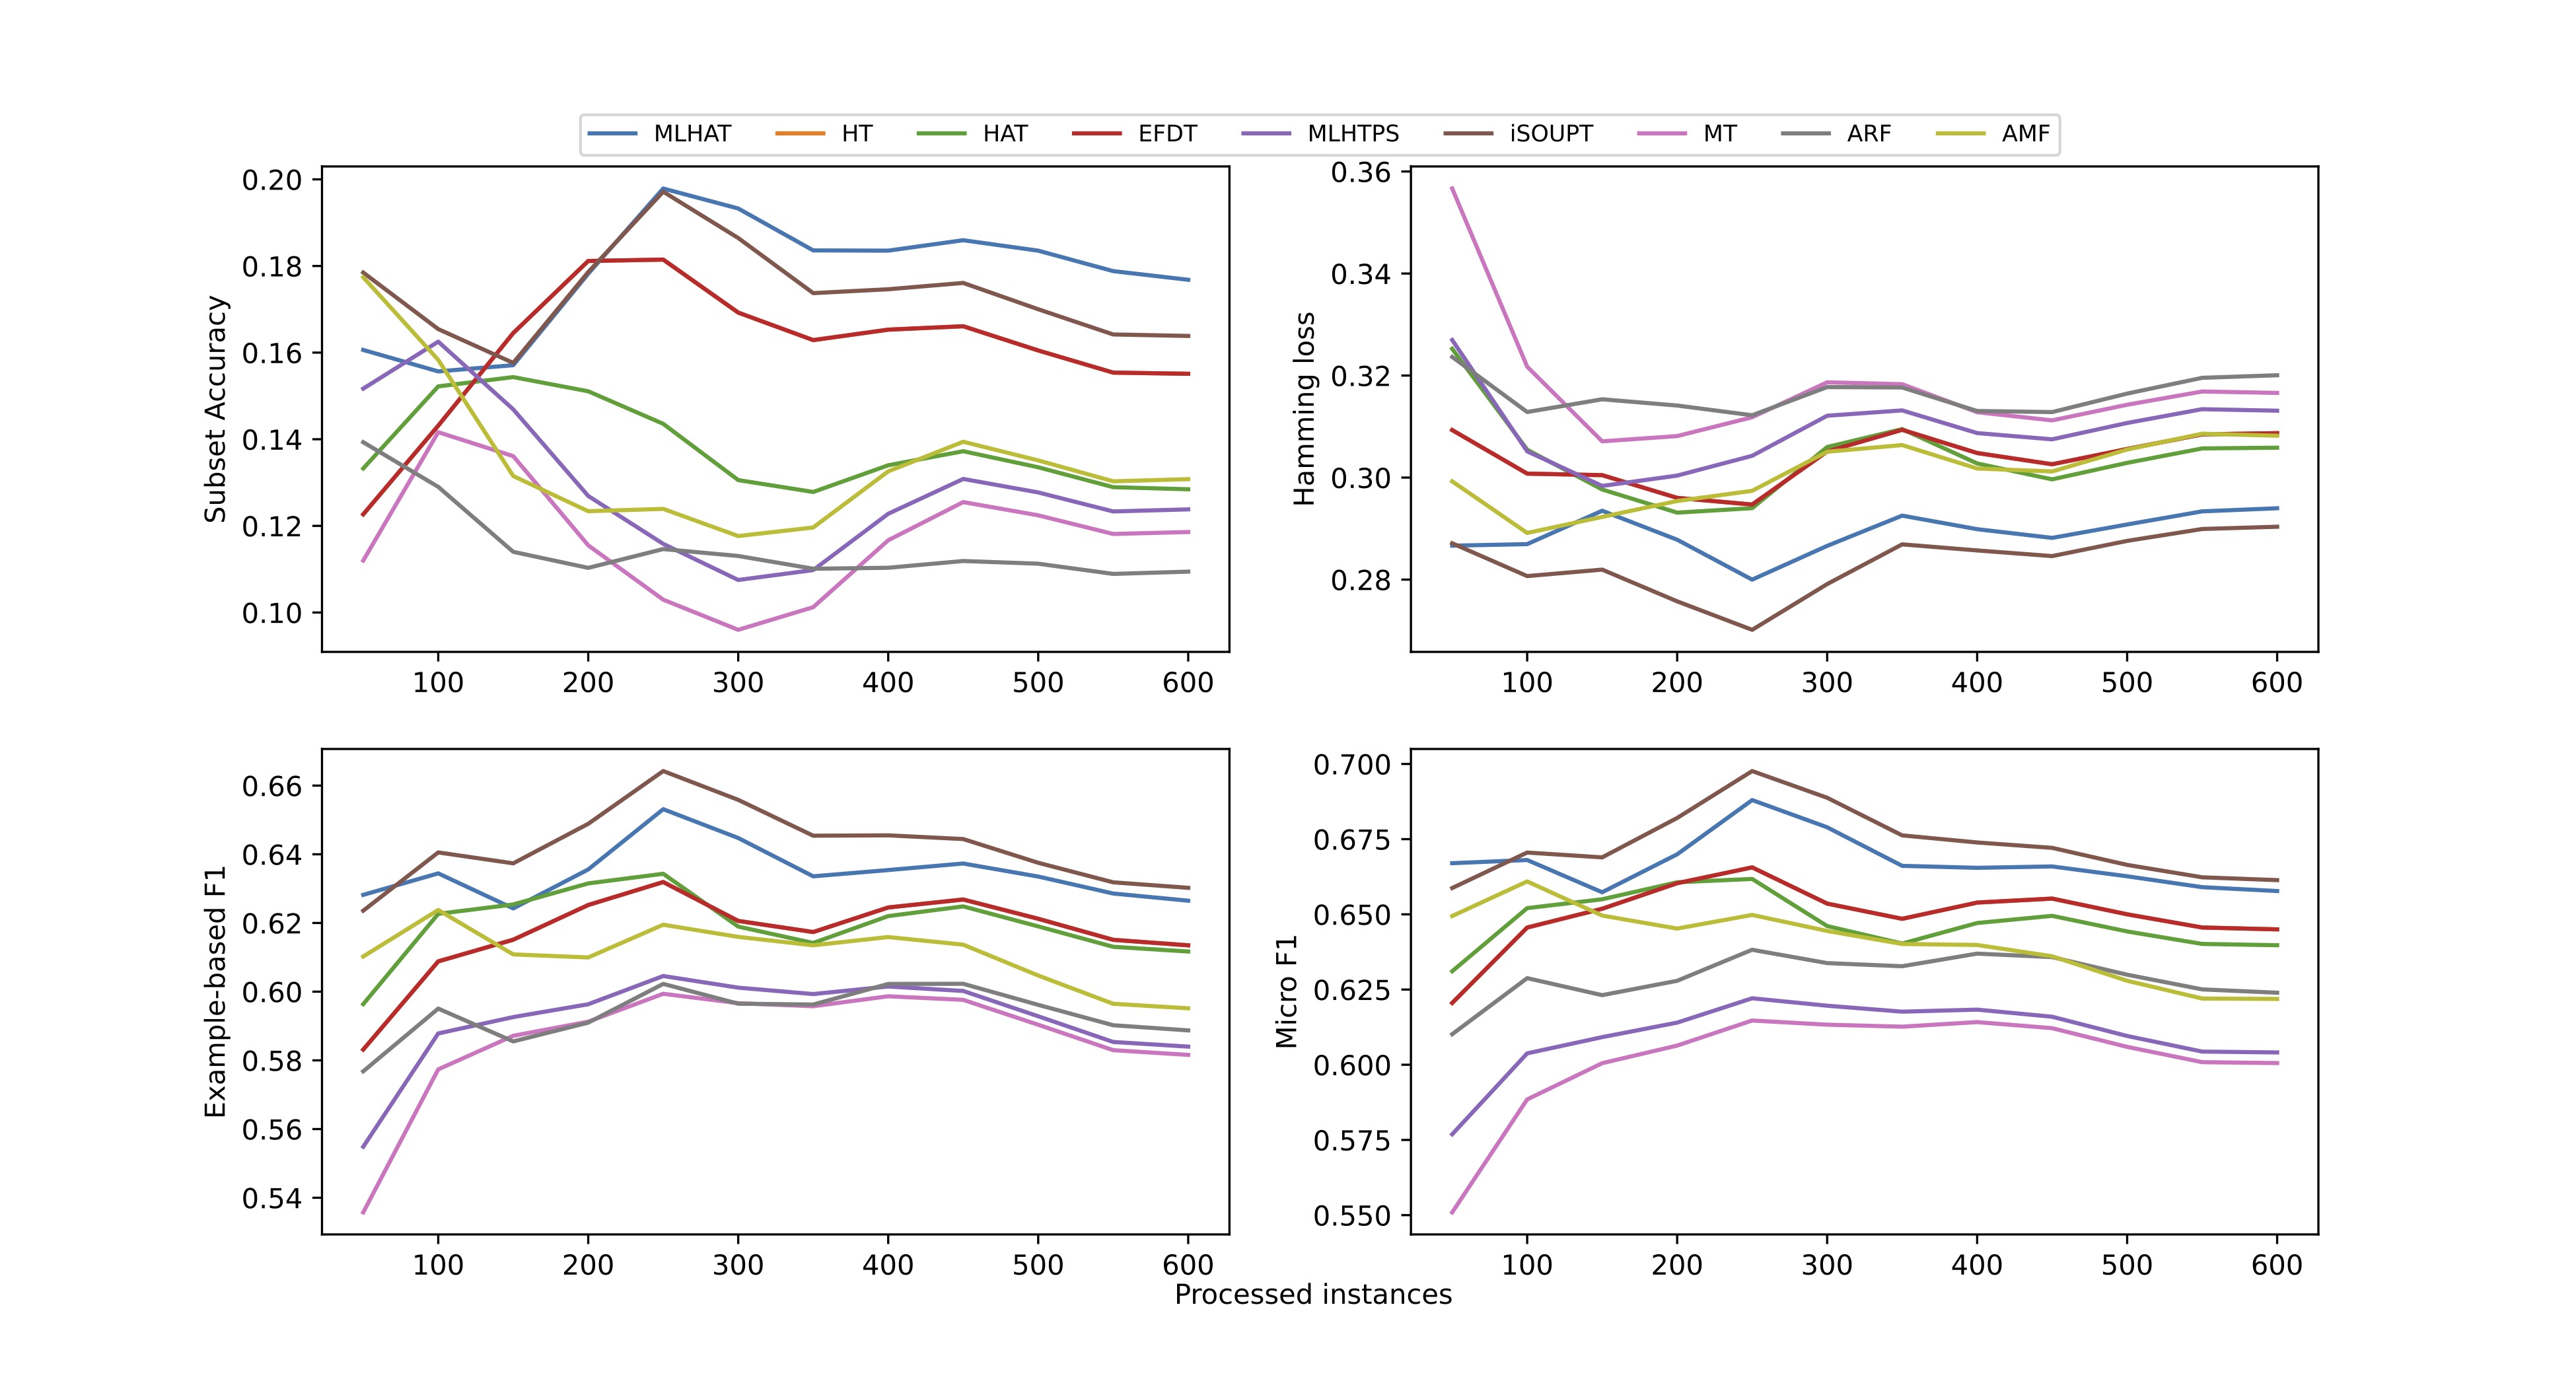 MLHAT HT HAT EFDT MLHTPS iSOUPT MT ARF AMF
Subset Accuracy
0.20
0.18
0.16
0.14
0.12
0.10
100 200 300 400 500 600
Hamming loss
0.36
0.34
0.32
0.30
0.28
100 200 300 400 500 600
Example-based F1
0.66
0.64
0.62
0.60
0.58
0.56
0.54
100 200 300 400 500 600
Micro F1
0.700
0.675
0.650
0.625
0.600
0.575
0.550
100 200 300 400 500 600
Processed instances